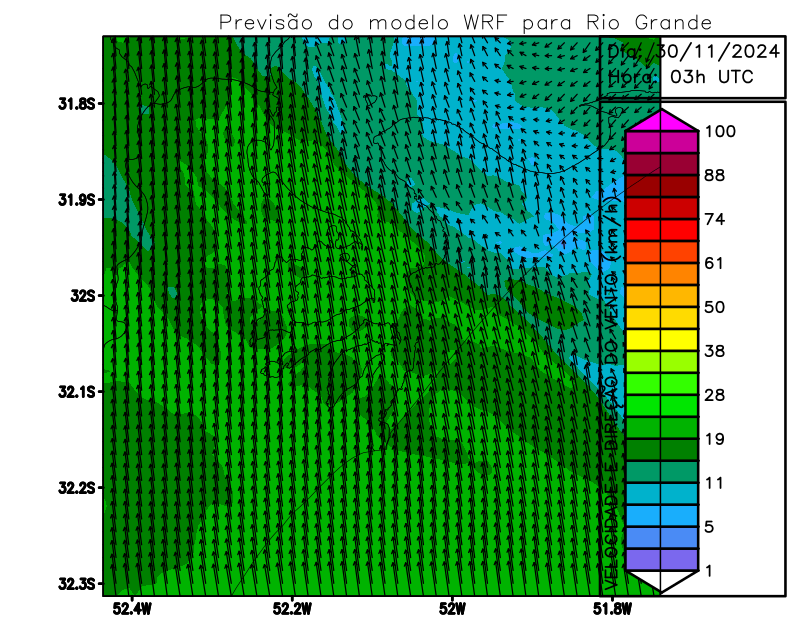 Previsão do modelo WRF para Rio Grande
Dia: 30/11/2024
Hora: 03h UTC
31.8S
31.9S
32S
32.1S
32.2S
32.3S
52.4W
52.2W
52W
51.8W
VELOCIDADE E DIREÇÃO DO VENTO (km/h)
100
88
74
61
50
38
28
19
11
5
1